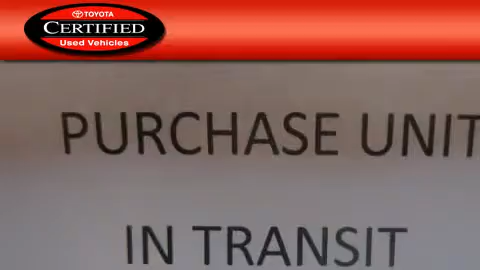 TOYOTA
CERTIFIED
Used Vehicles
PURCHASE UNIT
IN TRANSIT